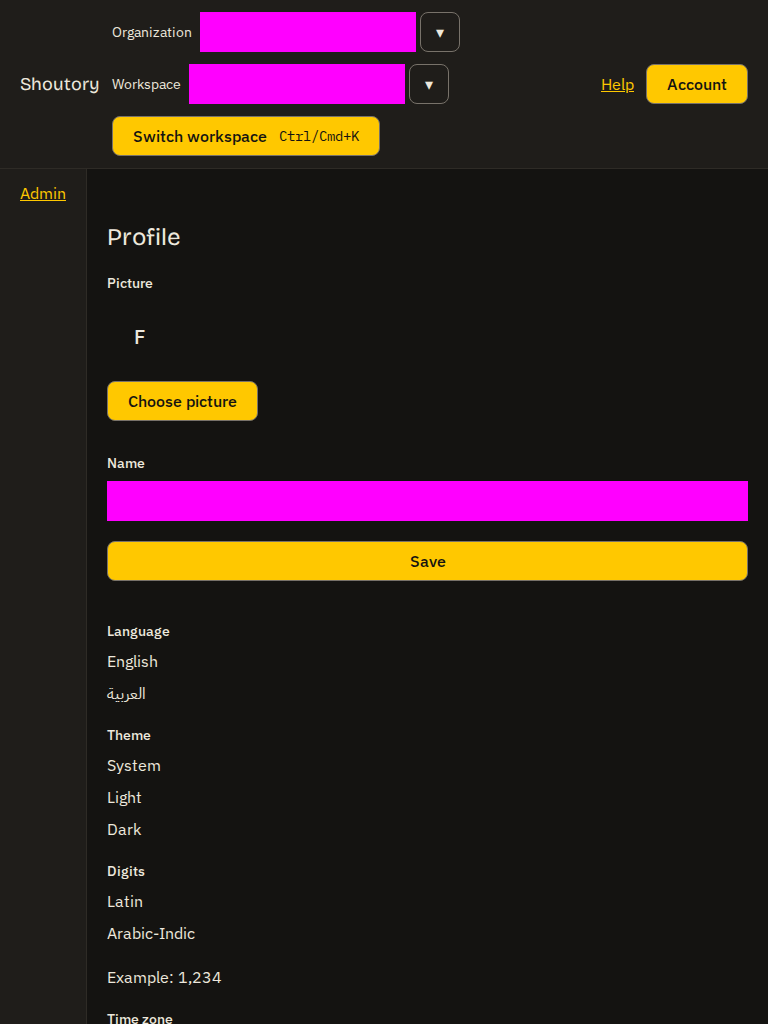 Organization
▼
Shoutory
Workspace
▼
Help
Account
Switch workspace Ctrl/Cmd+K
Admin
Profile
Picture
F
Choose picture
Name
Save
Language
English
العربية
Theme
System
Light
Dark
Digits
Latin
Arabic-Indic
Example: 1,234
Time zone